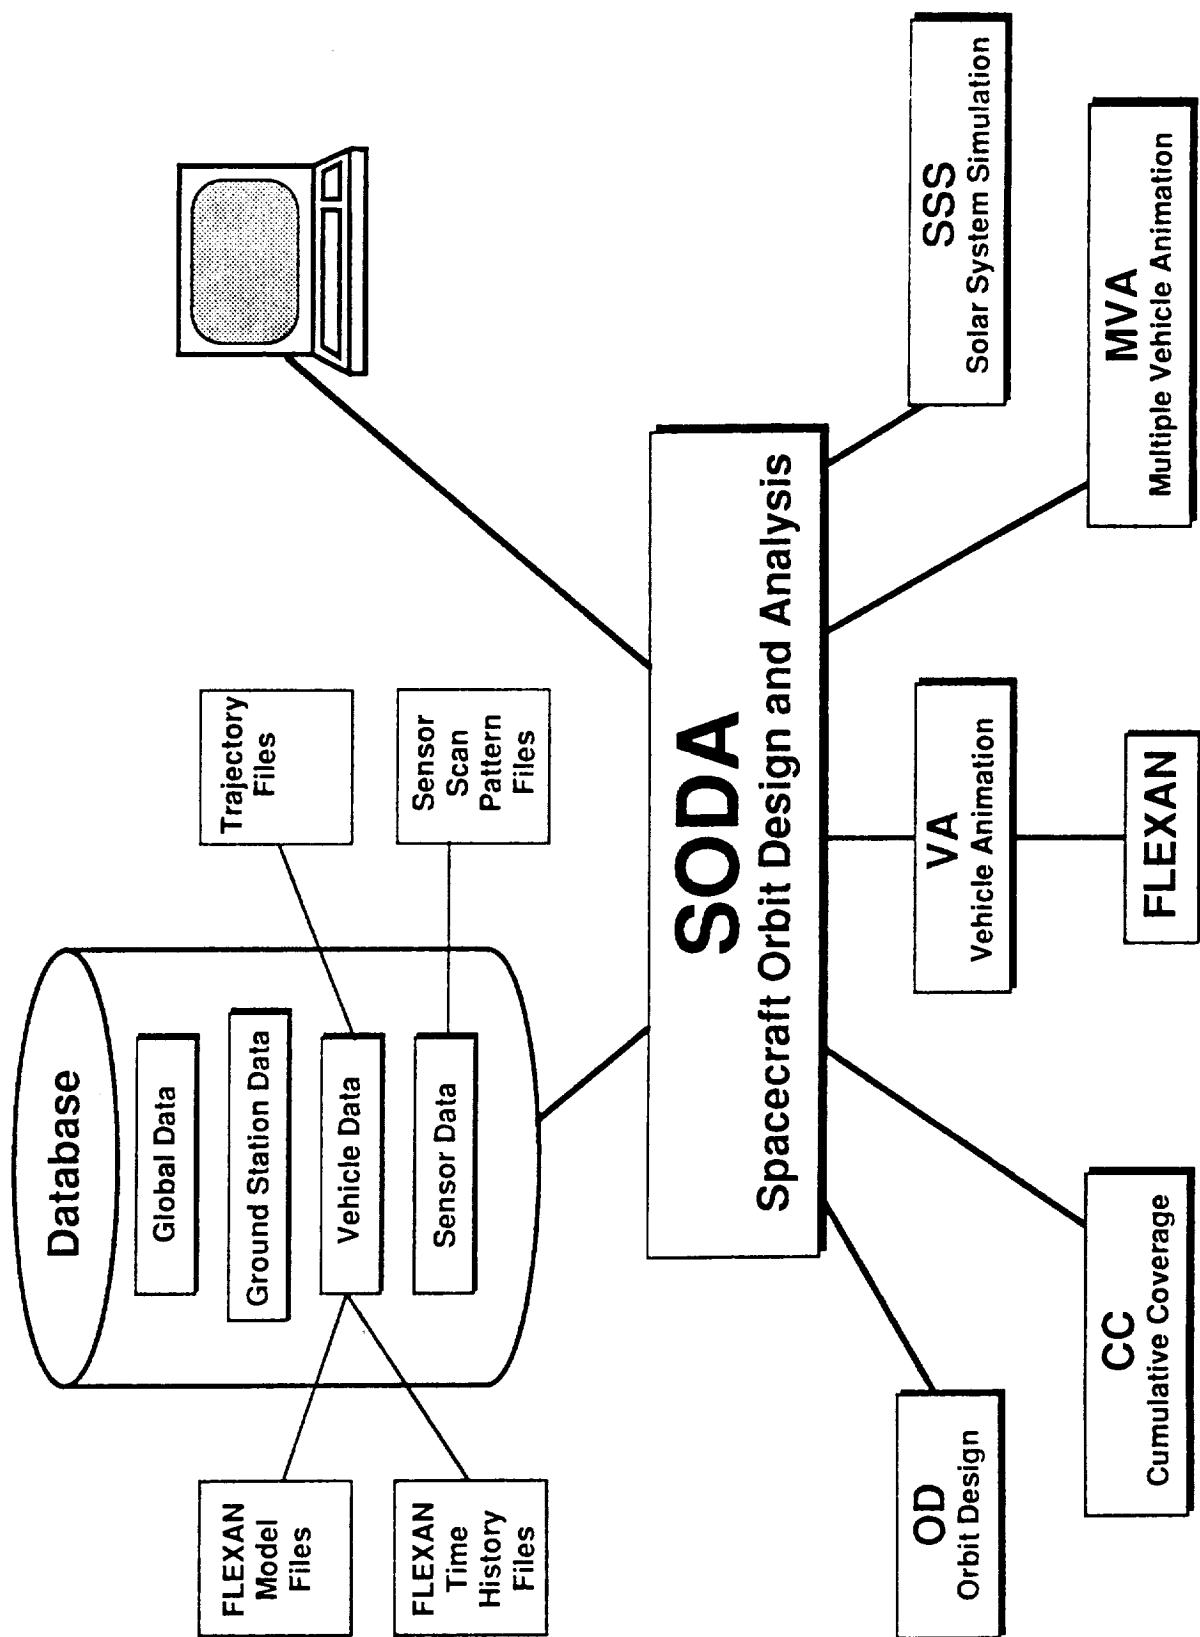 Database
Global Data
Ground Station Data
Vehicle Data
Sensor Data
FLEXAN
Model
Files
FLEXAN
Time
History
Files
Trajectory
Files
Sensor
Scan
Pattern
Files
SODA
Spacecraft Orbit Design and Analysis
OD
Orbit Design
CC
Cumulative Coverage
VA
Vehicle Animation
FLEXAN
MVA
Multiple Vehicle Animation
SSS
Solar System Simulation